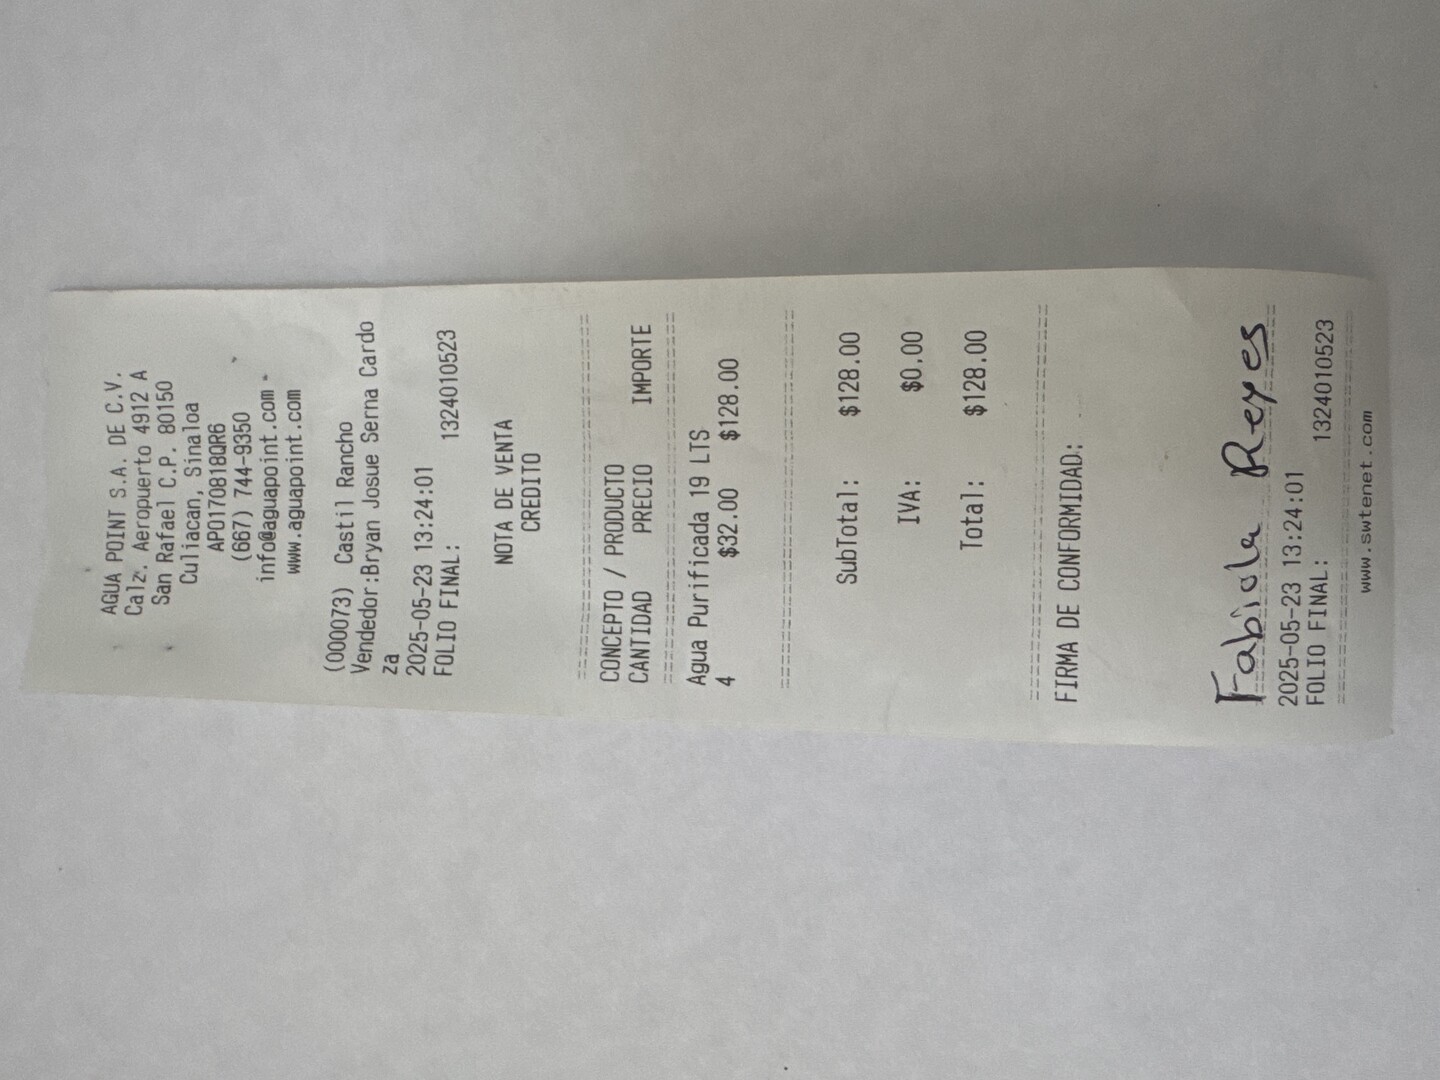 AGUA POINT S.A. DE C.V.
Calz. Aeropuerto 4912 A
San Rafael C.P. 80150
Culiacan, Sinaloa
APO170818QR6
(667) 744-9350
info@aguapoint.com
www.aguapoint.com
(000073) Castil Rancho
Vendedor:Bryan Josue Serna Cardo
za
2025-05-23 13:24:01
FOLIO FINAL: 1324010523
NOTA DE VENTA
CREDITO
CONCEPTO / PRODUCTO
CANTIDAD PRECIO IMPORTE
Agua Purificada 19 LTS
4 $32.00 $128.00
SubTotal: $128.00
IVA: $0.00
Total: $128.00
FIRMA DE CONFORMIDAD:
Fabiola Reyes
2025-05-23 13:24:01
FOLIO FINAL: 1324010523
www.swtenet.com